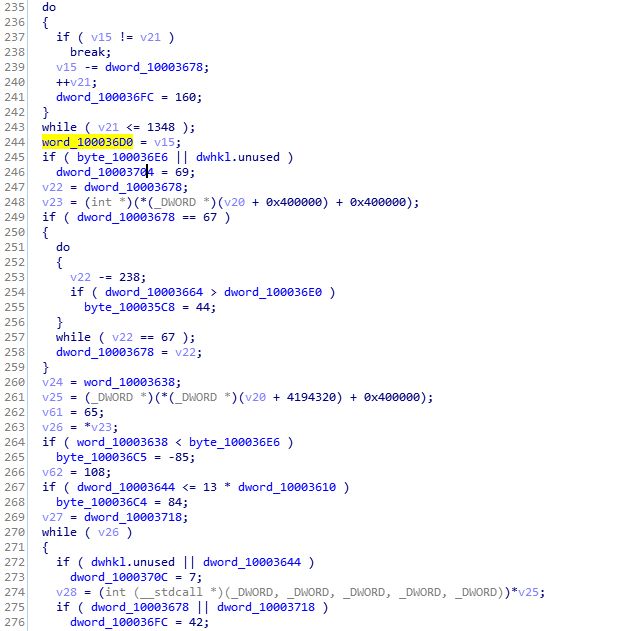 235 do
236 {
237 if ( v15 != v21 )
238 break;
239 v15 -= dword_10003678;
240 ++v21;
241 dword_100036FC = 160;
242 }
243 while ( v21 <= 1348 );
244 word_100036D0 = v15;
245 if ( byte_100036E6 || dwhkl.unused )
246 dword_10003704 = 69;
247 v22 = dword_10003678;
248 v23 = (int *)(*(_DWORD *)(v20 + 0x400000) + 0x400000);
249 if ( dword_10003678 == 67 )
250 {
251 do
252 {
253 v22 -= 238;
254 if ( dword_10003664 > dword_100036E0 )
255 byte_100035C8 = 44;
256 }
257 while ( v22 == 67 );
258 dword_10003678 = v22;
259 }
260 v24 = word_10003638;
261 v25 = (_DWORD *)(*(_DWORD *)(v20 + 4194320) + 0x400000);
262 v61 = 65;
263 v26 = *v23;
264 if ( word_10003638 < byte_100036E6 )
265 byte_100036C5 = -85;
266 v62 = 108;
267 if ( dword_10003644 <= 13 * dword_10003610 )
268 byte_100036C4 = 84;
269 v27 = dword_10003718;
270 while ( v26 )
271 {
272 if ( dwhkl.unused || dword_10003644 )
273 dword_1000370C = 7;
274 v28 = (int (__stdcall *)(_DWORD, _DWORD, _DWORD, _DWORD, _DWORD))*v25;
275 if ( dword_10003678 || dword_10003718 )
276 dword_100036FC = 42;